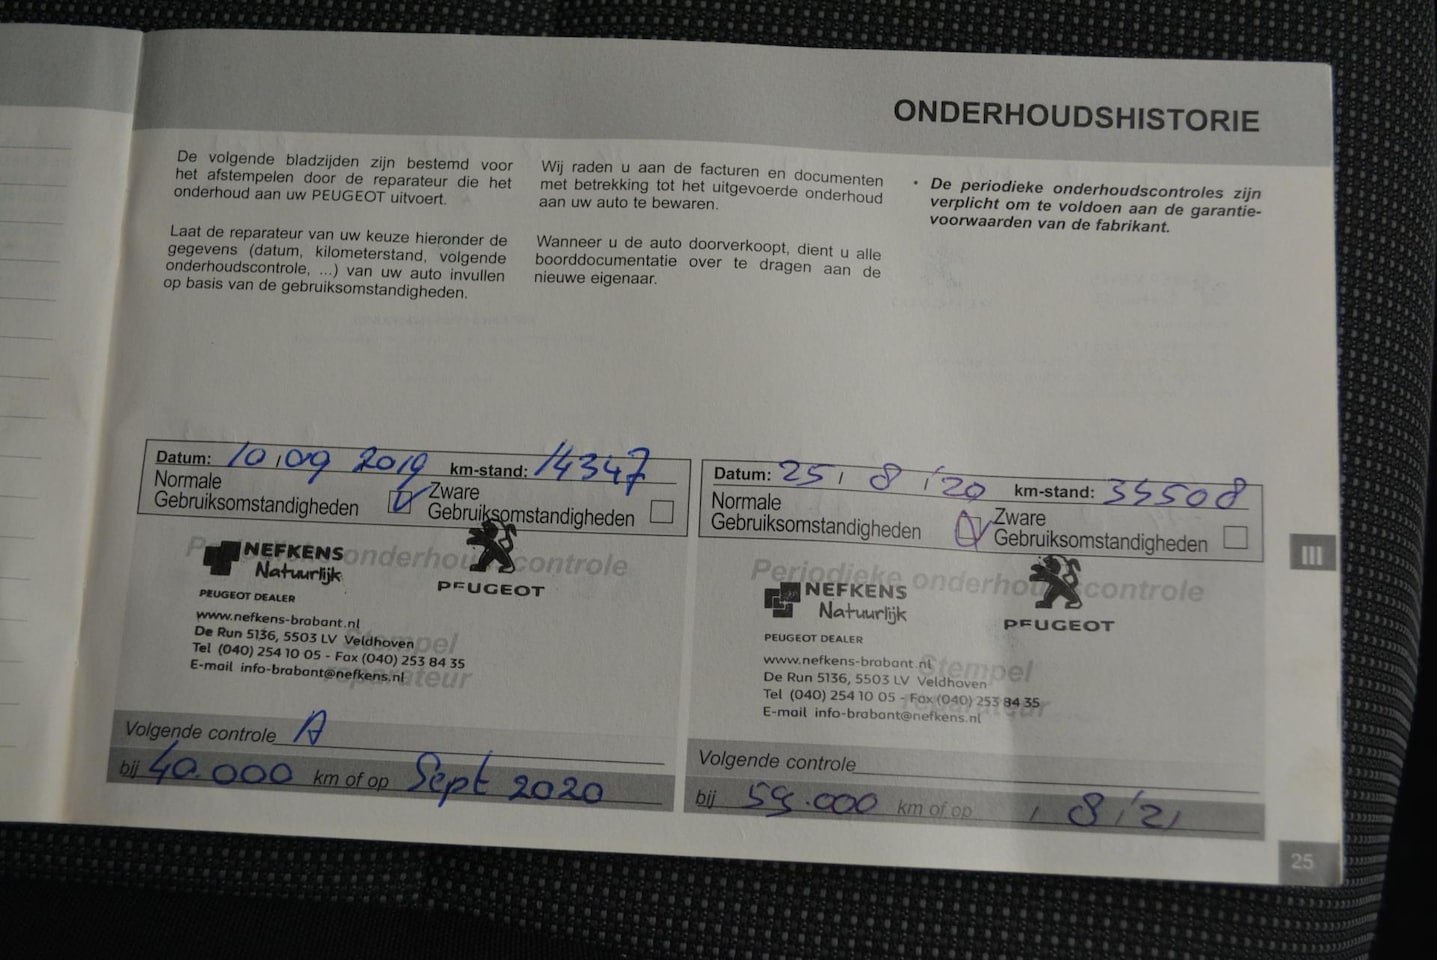 ONDERHOUDSHISTORIE
De volgende bladzijden zijn bestemd voor
het afstempelen door de reparateur die het
onderhoud aan uw PEUGEOT uitvoert.
Laat de reparateur van uw keuze hieronder de
gegevens (datum, kilometerstand, volgende
onderhoudscontrole, ...) van uw auto invullen
op basis van de gebruiksomstandigheden.
Wij raden u aan de facturen en documenten
met betrekking tot het uitgevoerde onderhoud
aan uw auto te bewaren.
Wanneer u de auto doorverkoopt, dient u alle
boorddocumentatie over te dragen aan de
nieuwe eigenaar.
• De periodieke onderhoudscontroles zijn
verplicht om te voldoen aan de garantie-
voorwaarden van de fabrikant.
Datum: 10,09 2019 km-stand: 14347
Normale
Gebruiksomstandigheden
Zware
Gebruiksomstandigheden
Periodieke onderhoudscontrole
NEFKENS
Natuurlijk
PEUGEOT
PEUGEOT DEALER
www.nefkens-brabant.nl
De Run 5136, 5503 LV Veldhoven
Tel (040) 254 10 05 - Fax (040) 253 84 35
E-mail info-brabant@nefkens.nl
Stempel
reparateur
Volgende controle A
bij 40.000 km of op Sept 2020
Datum: 25, 8, '20 km-stand:
Normale
Gebruiksomstandigheden
Zware
Gebruiksomstandigheden
Periodieke onderhoudscontrole
NEFKENS
Natuurlijk
PEUGEOT
PEUGEOT DEALER
www.nefkens-brabant.nl
De Run 5136, 5503 LV Veldhoven
Tel (040) 254 10 05 - Fax (040) 253 84 35
E-mail info-brabant@nefkens.nl
Stempel
reparateur
Volgende controle
bij km of op , 8, '21
III
25